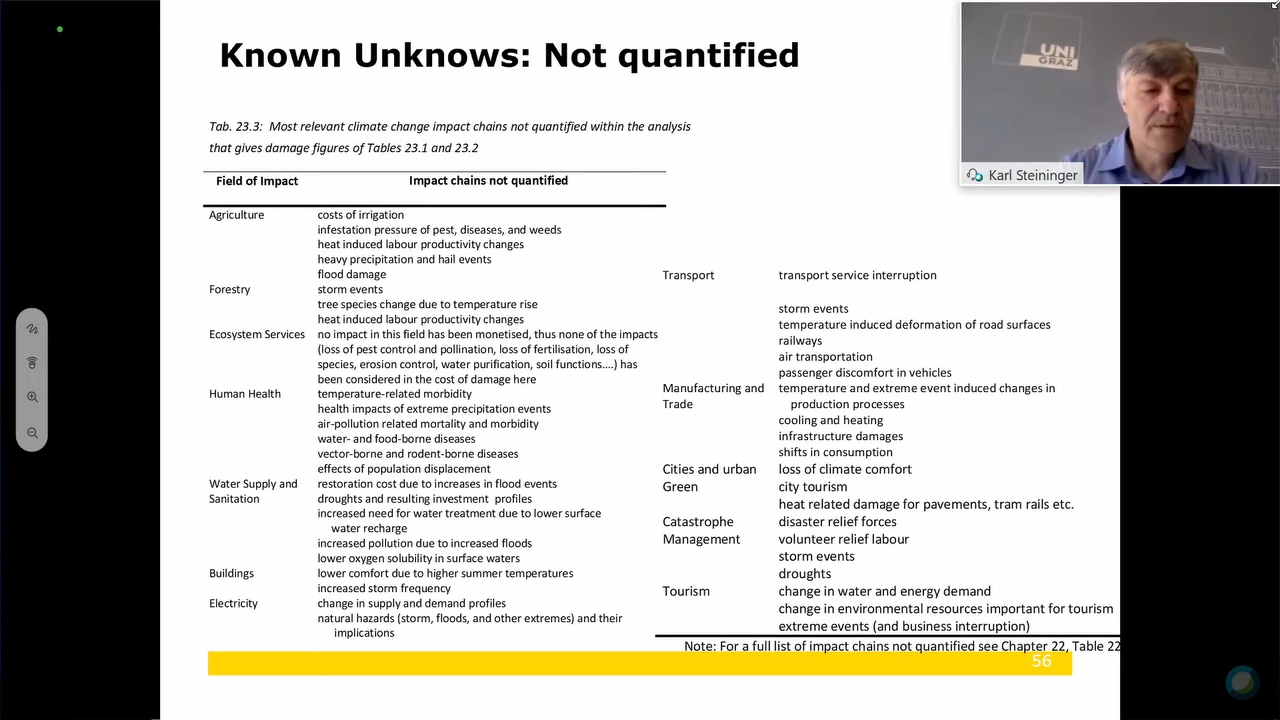 Known Unknows: Not quantified
UNI
GRAZ
Karl Steininger
Tab. 23.3: Most relevant climate change impact chains not quantified within the analysis
that gives damage figures of Tables 23.1 and 23.2
Field of Impact Impact chains not quantified
Agriculture costs of irrigation
infestation pressure of pest, diseases, and weeds
heat induced labour productivity changes
heavy precipitation and hail events
flood damage
Forestry storm events
tree species change due to temperature rise
heat induced labour productivity changes
Ecosystem Services no impact in this field has been monetised, thus none of the impacts
(loss of pest control and pollination, loss of fertilisation, loss of
species, erosion control, water purification, soil functions....) has
been considered in the cost of damage here
Human Health temperature-related morbidity
health impacts of extreme precipitation events
air-pollution related mortality and morbidity
water- and food-borne diseases
vector-borne and rodent-borne diseases
effects of population displacement
Water Supply and restoration cost due to increases in flood events
Sanitation droughts and resulting investment profiles
increased need for water treatment due to lower surface
water recharge
increased pollution due to increased floods
lower oxygen solubility in surface waters
Buildings lower comfort due to higher summer temperatures
increased storm frequency
Electricity change in supply and demand profiles
natural hazards (storm, floods, and other extremes) and their
implications
Transport transport service interruption
storm events
temperature induced deformation of road surfaces
railways
air transportation
passenger discomfort in vehicles
Manufacturing and temperature and extreme event induced changes in
Trade production processes
cooling and heating
infrastructure damages
shifts in consumption
Cities and urban loss of climate comfort
Green city tourism
heat related damage for pavements, tram rails etc.
Catastrophe disaster relief forces
Management volunteer relief labour
storm events
droughts
Tourism change in water and energy demand
change in environmental resources important for tourism
extreme events (and business interruption)
Note: For a full list of impact chains not quantified see Chapter 22, Table 22
56